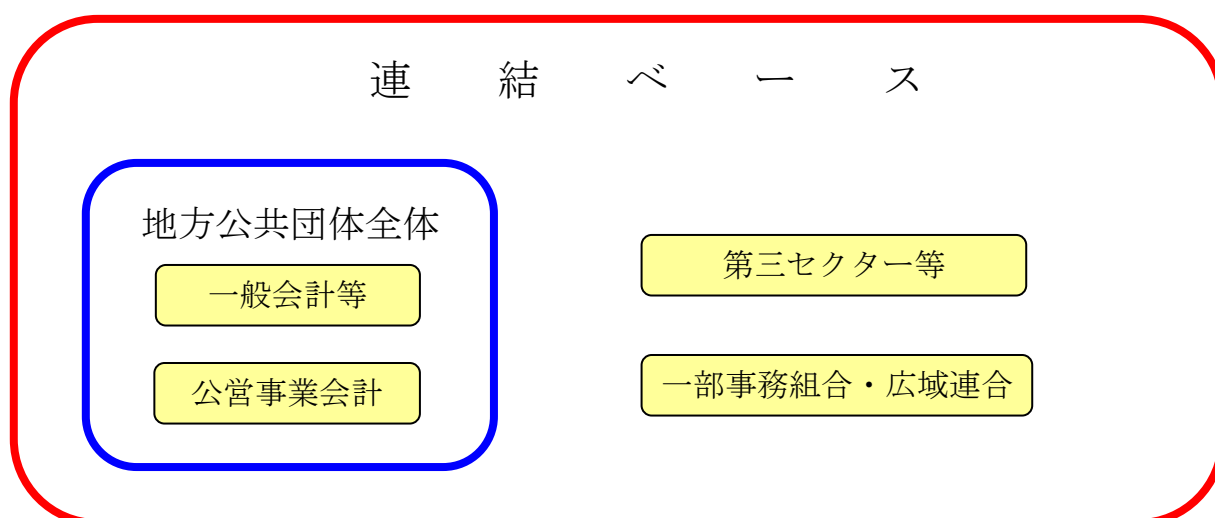 連結ベース
地方公共団体全体
一般会計等
公営事業会計
第三セクター等
一部事務組合・広域連合